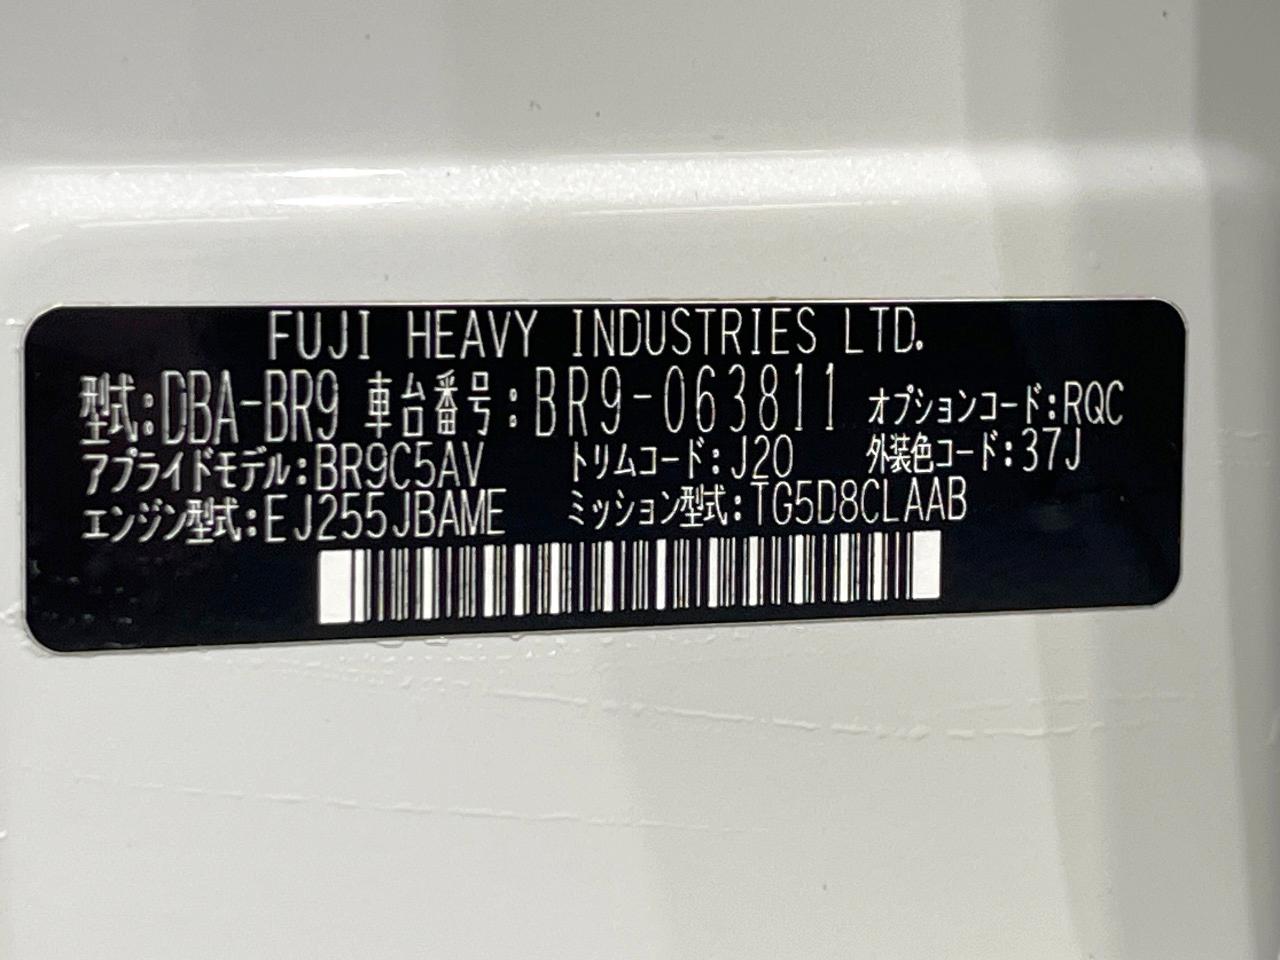 FUJI HEAVY INDUSTRIES LTD.
型式:DBA-BR9 車台番号:BR9-063811 オプションコード:RQC
アプライドモデル:BR9C5AV トリムコード:J20 外装色コード:37J
エンジン型式:EJ255JBAME ミッション型式:TG5D8CLAAB